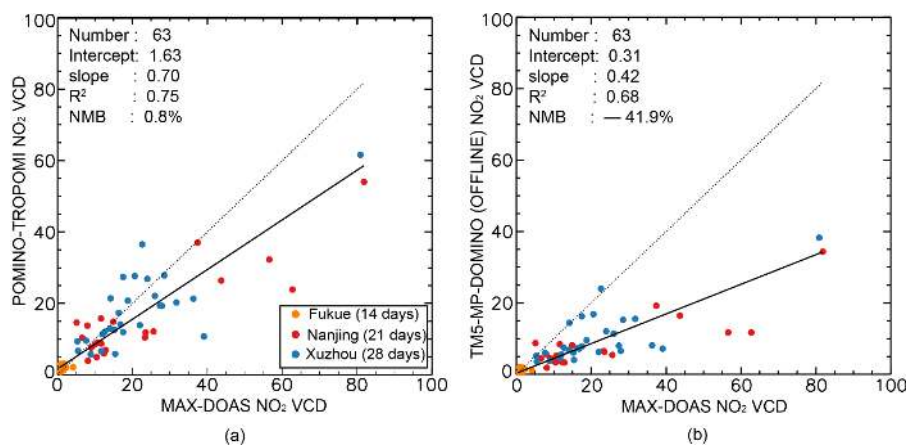 Number : 63
Intercept: 1.63
slope : 0.70
R² : 0.75
NMB : 0.8%
POMINO-TROPOMI NO₂ VCD
100
80
60
40
20
0
Fukue (14 days)
Nanjing (21 days)
Xuzhou (28 days)
0 20 40 60 80 100
MAX-DOAS NO₂ VCD
(a)
Number : 63
Intercept : 0.31
slope : 0.42
R² : 0.68
NMB : — 41.9%
TM5-MP-DOMINO (OFFLINE) NO₂ VCD
100
80
60
40
20
0
0 20 40 60 80 100
MAX-DOAS NO₂ VCD
(b)